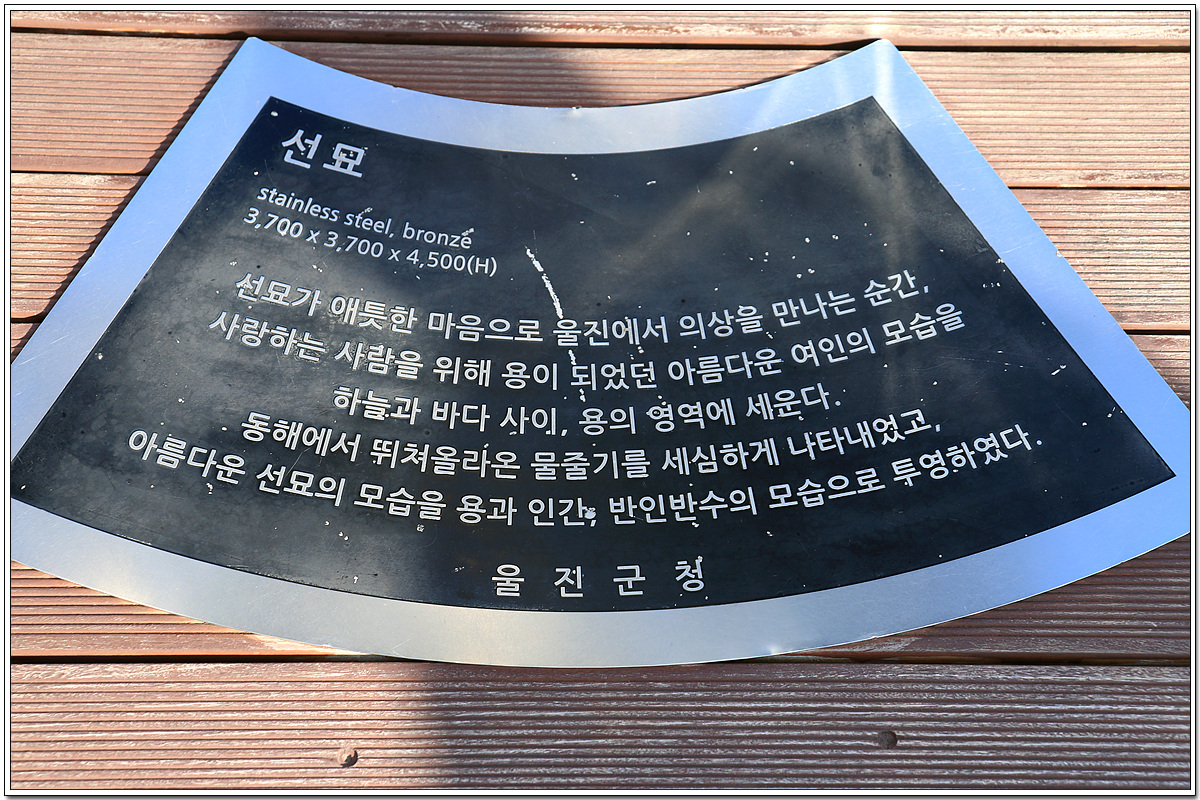 선묘
stainless steel, bronze
3,700 x 3,700 x 4,500(H)
선묘가 애틋한 마음으로 울진에서 의상을 만나는 순간,
사랑하는 사람을 위해 용이 되었던 아름다운 여인의 모습을
하늘과 바다 사이, 용의 영역에 세운다.
동해에서 뛰쳐올라온 물줄기를 세심하게 나타내였고,
아름다운 선묘의 모습을 용과 인간, 반인반수의 모습으로 투영하였다.
울진군청